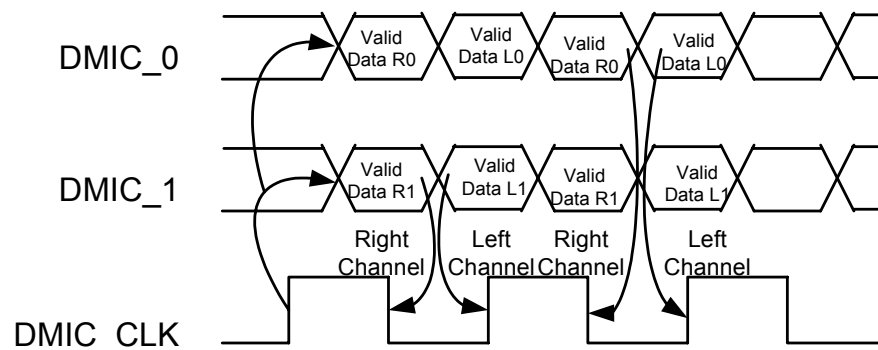 DMIC_0
Valid Data R0
Valid Data L0
Valid Data R0
Valid Data L0
DMIC_1
Valid Data R1
Valid Data L1
Valid Data R1
Valid Data L1
Right Channel
Left Channel
Right Channel
Left Channel
DMIC_CLK